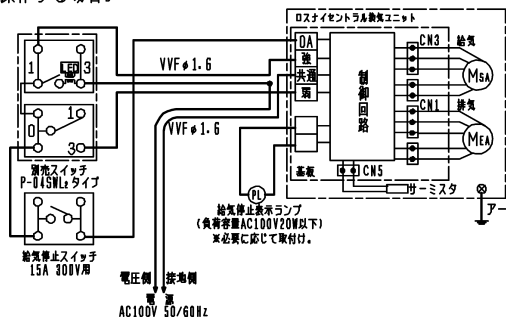 操作する場合。
ロスナイセントラル換気ユニット
1
LED
3
VVFφ1.6
OA
強
共通
弱
制御回路
CN3
給気
MSA
CN1
排気
MEA
1
0
3
VVFφ1.6
別売スイッチ
P-04SWL2タイプ
基板
CN5
サーミスタ
PL
アー
給気停止表示ランプ
(負荷容量AC100V20W以下)
※必要に応じて取付け。
給気停止スイッチ
15A 300V用
電圧側
接地側
電 源
AC100V 50/60Hz